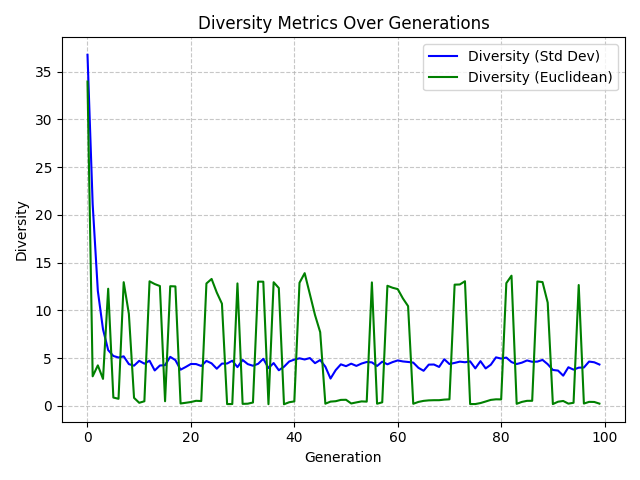 Diversity Metrics Over Generations
Diversity (Std Dev)
Diversity (Euclidean)
Diversity
35
30
25
20
15
10
5
0
0 20 40 60 80 100
Generation